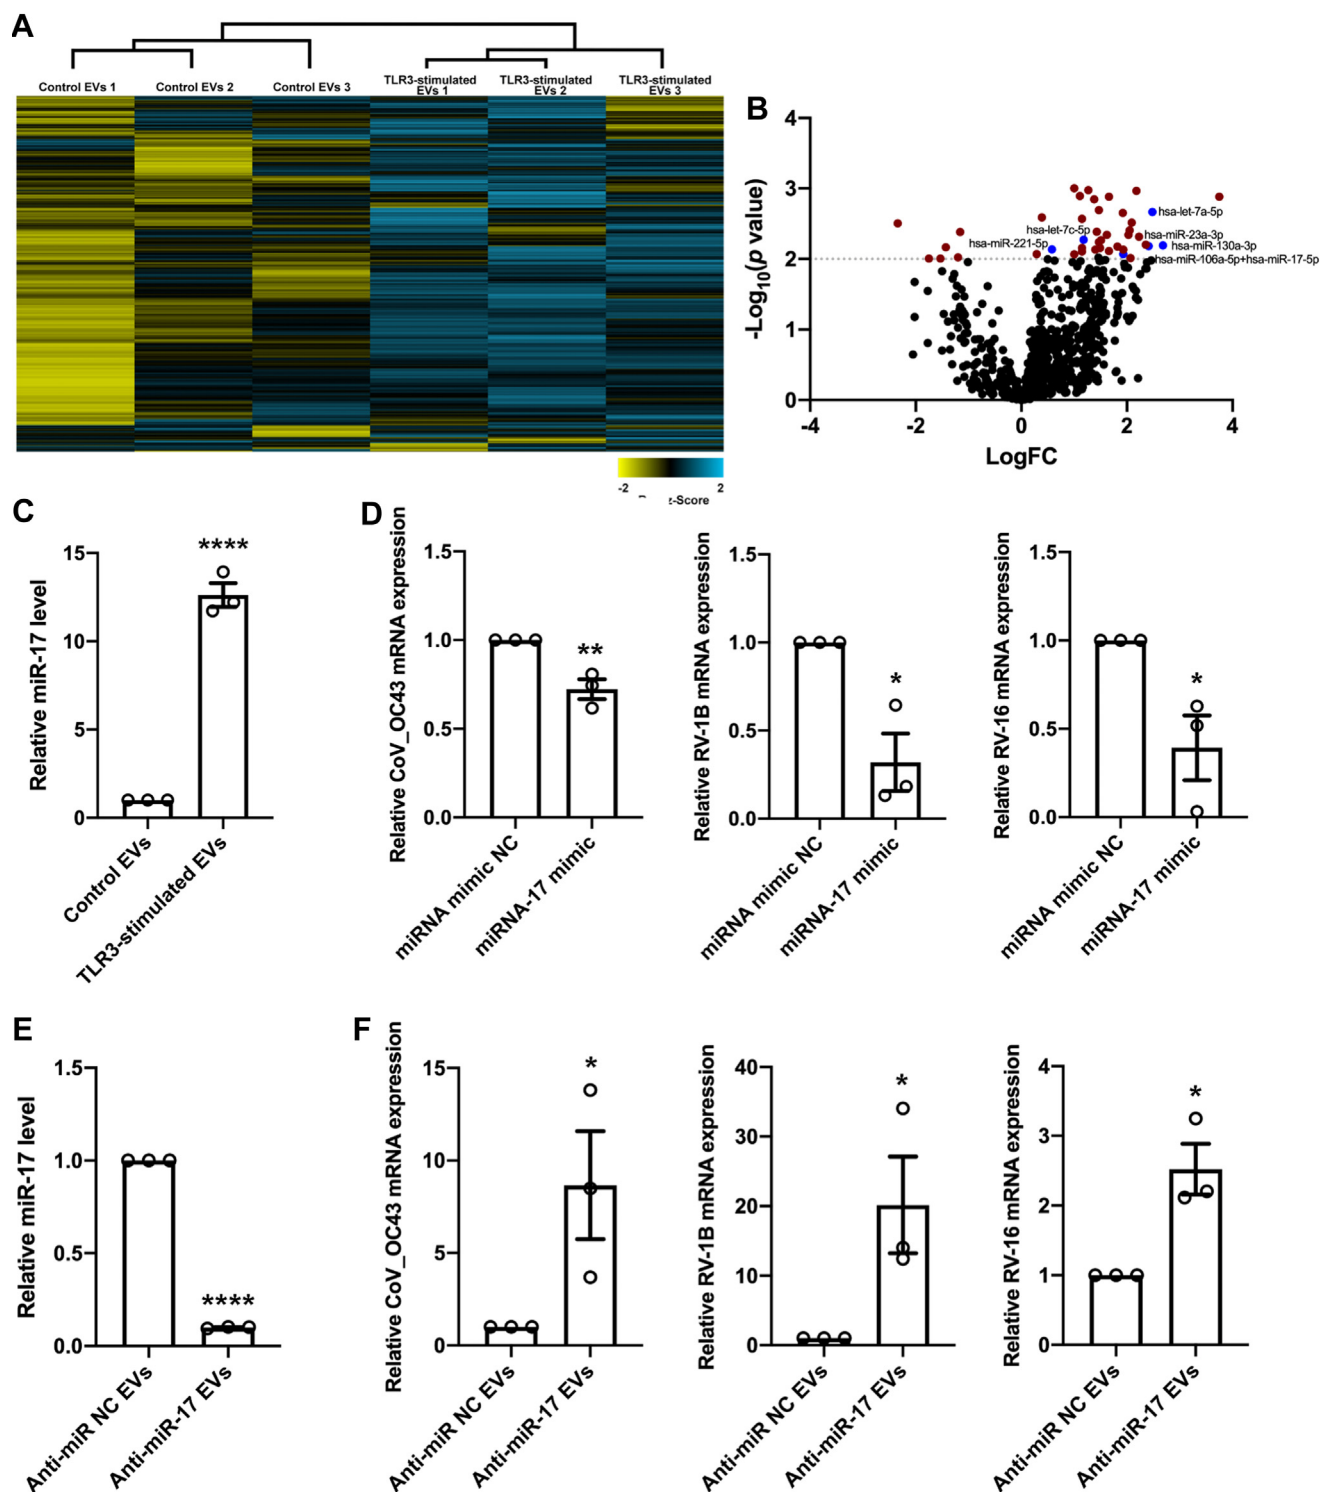 A
Control EVs 1
Control EVs 2
Control EVs 3
TLR3-stimulated
EVs 1
TLR3-stimulated
EVs 2
TLR3-stimulated
EVs 3
-2
2
z-Score
B
-Log10(p value)
4
3
2
1
0
-4
-2
0
2
4
LogFC
hsa-let-7a-5p
hsa-let-7c-5p
hsa-miR-23a-3p
hsa-miR-221-5p
hsa-miR-130a-3p
hsa-miR-106a-5p+hsa-miR-17-5p
C
Relative miR-17 level
15
10
5
0
****
Control EVs
TLR3-stimulated EVs
D
Relative CoV_OC43 mRNA expression
1.5
1.0
0.5
0.0
**
miRNA mimic NC
miRNA-17 mimic
Relative RV-1B mRNA expression
1.5
1.0
0.5
0.0
*
miRNA mimic NC
miRNA-17 mimic
Relative RV-16 mRNA expression
1.5
1.0
0.5
0.0
*
miRNA mimic NC
miRNA-17 mimic
E
Relative miR-17 level
1.5
1.0
0.5
0.0
****
Anti-miR NC EVs
Anti-miR-17 EVs
F
Relative CoV_OC43 mRNA expression
15
10
5
0
*
Anti-miR NC EVs
Anti-miR-17 EVs
Relative RV-1B mRNA expression
40
30
20
10
0
*
Anti-miR NC EVs
Anti-miR-17 EVs
Relative RV-16 mRNA expression
4
3
2
1
0
*
Anti-miR NC EVs
Anti-miR-17 EVs